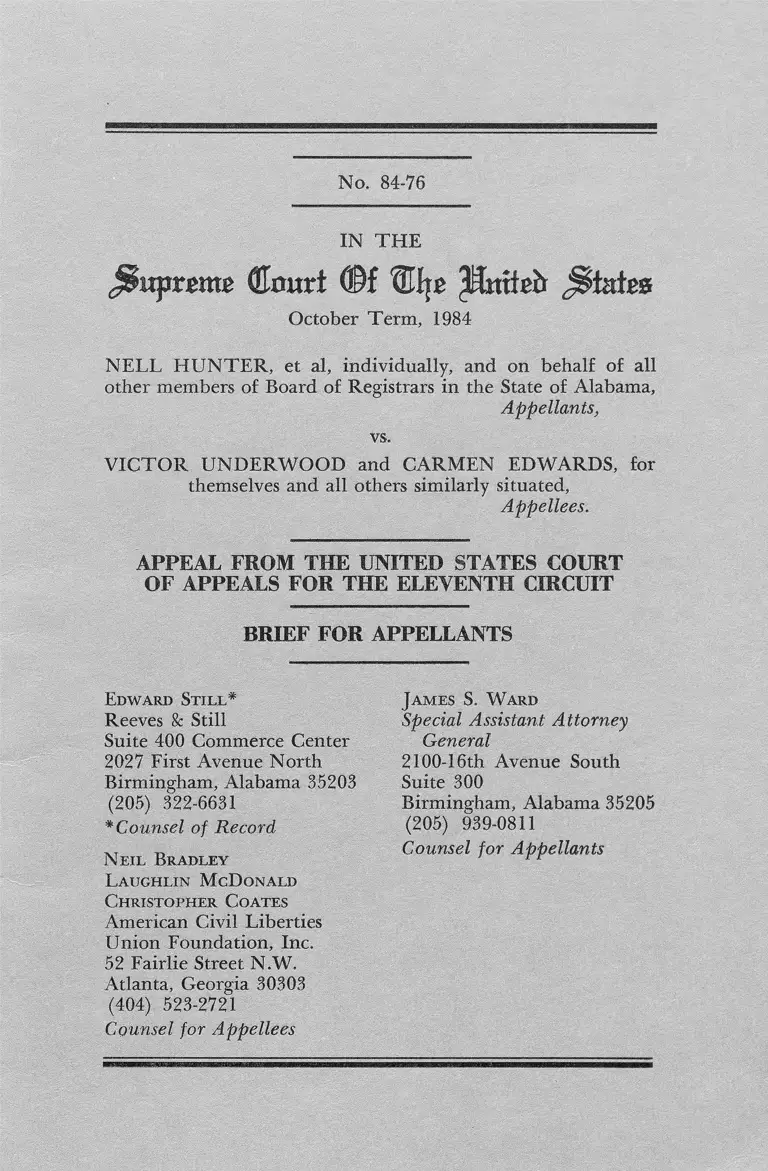 No. 84-76
IN THE
Supreme Court Of The United States
October Term, 1984
NELL HUNTER, et al, individually, and on behalf of all
other members of Board of Registrars in the State of Alabama,
Appellants,
vs.
VICTOR UNDERWOOD and CARMEN EDWARDS, for
themselves and all others similarly situated,
Appellees.
APPEAL FROM THE UNITED STATES COURT
OF APPEALS FOR THE ELEVENTH CIRCUIT
BRIEF FOR APPELLANTS
EDWARD STILL*
Reeves & Still
Suite 400 Commerce Center
2027 First Avenue North
Birmingham, Alabama 35203
(205) 322-6631
*Counsel of Record
NEIL BRADLEY
LAUGHLIN MCDONALD
CHRISTOPHER COATES
American Civil Liberties
Union Foundation, Inc.
52 Fairlie Street N.W.
Atlanta, Georgia 30303
(404) 523-2721
Counsel for Appellees
JAMES S. WARD
Special Assistant Attorney
General
2100-16th Avenue South
Suite 300
Birmingham, Alabama 35205
(205) 939-0811
Counsel for Appellants